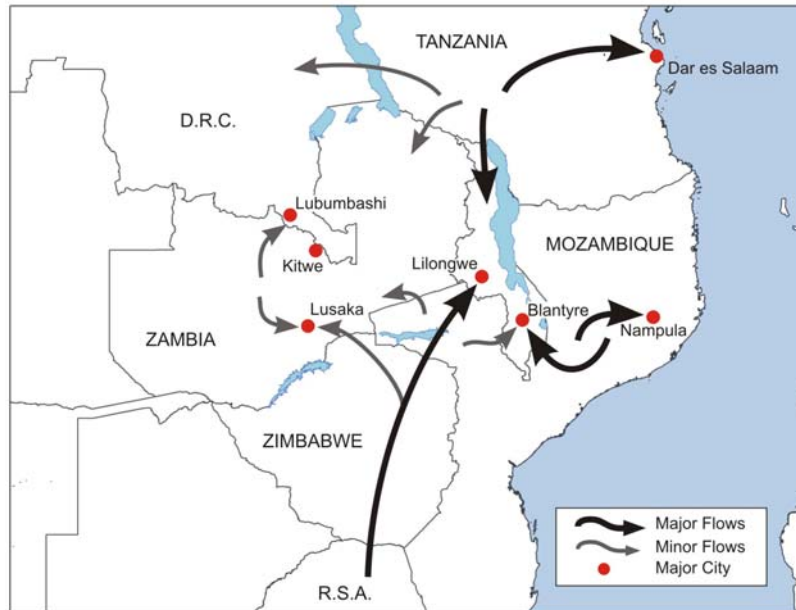 TANZANIA
Dar es Salaam
D.R.C.
Lubumbashi
MOZAMBIQUE
Kitwe
Lilongwe
Lusaka
Blantyre
Nampula
ZAMBIA
ZIMBABWE
Major Flows
Minor Flows
Major City
R.S.A.